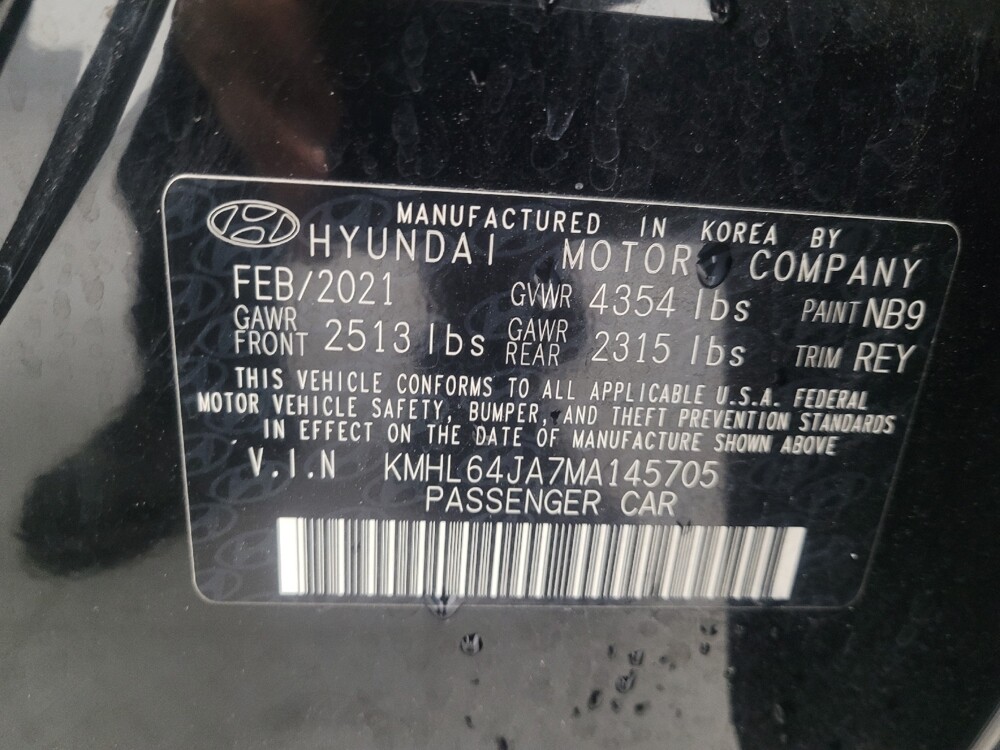 MANUFACTURED IN KOREA BY
HYUNDAI MOTOR COMPANY
FEB/2021 GVWR 4354 lbs PAINT NB9
GAWR FRONT 2513 lbs GAWR REAR 2315 lbs TRIM REY
THIS VEHICLE CONFORMS TO ALL APPLICABLE U.S.A. FEDERAL
MOTOR VEHICLE SAFETY, BUMPER, AND THEFT PREVENTION STANDARDS
IN EFFECT ON THE DATE OF MANUFACTURE SHOWN ABOVE
V.I.N KMHL64JA7MA145705
PASSENGER CAR